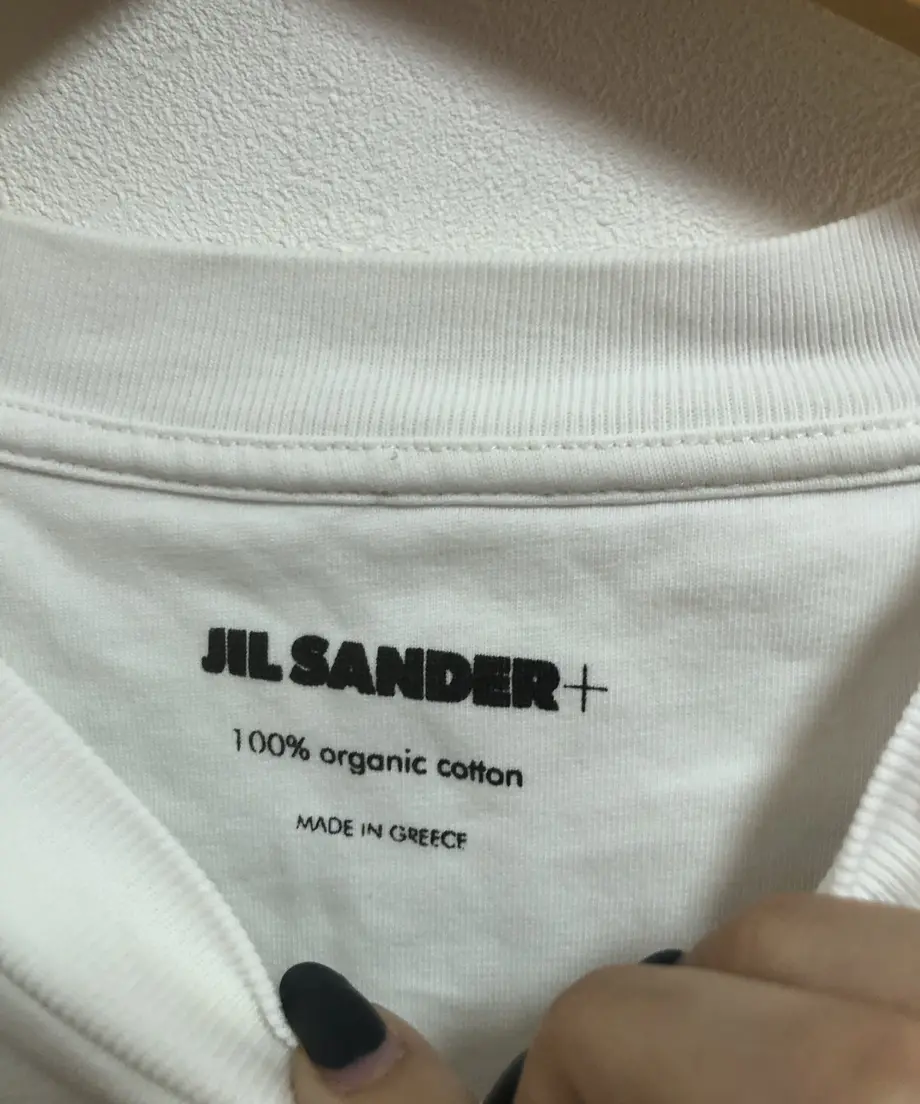 JIL SANDER+
100% organic cotton
MADE IN GREECE